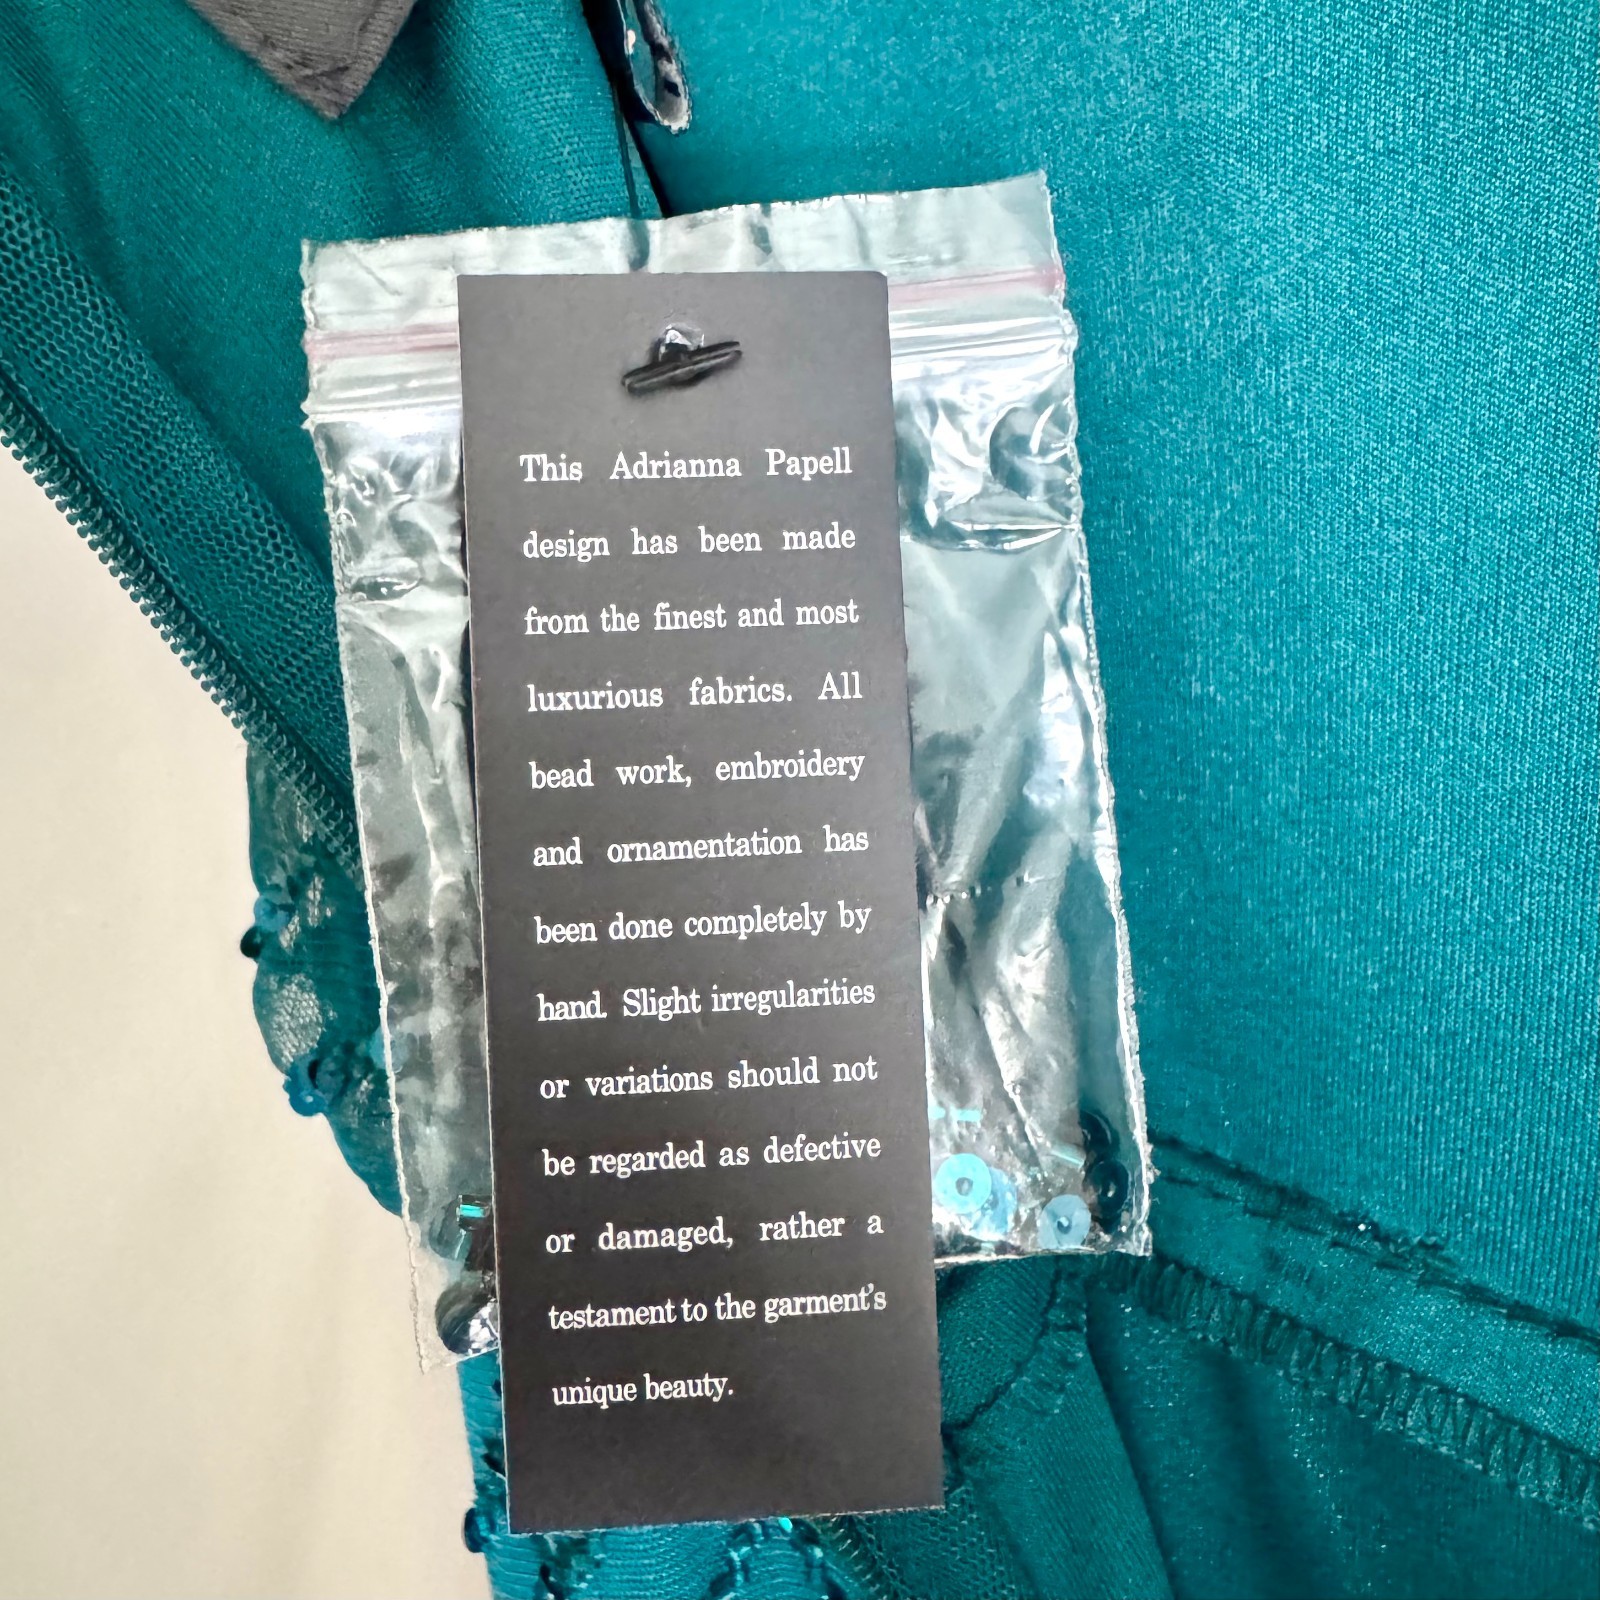 This Adrianna Papell
design has been made
from the finest and most
luxurious fabrics. All
bead work, embroidery
and ornamentation has
been done completely by
hand. Slight irregularities
or variations should not
be regarded as defective
or damaged, rather a
testament to the garment's
unique beauty.